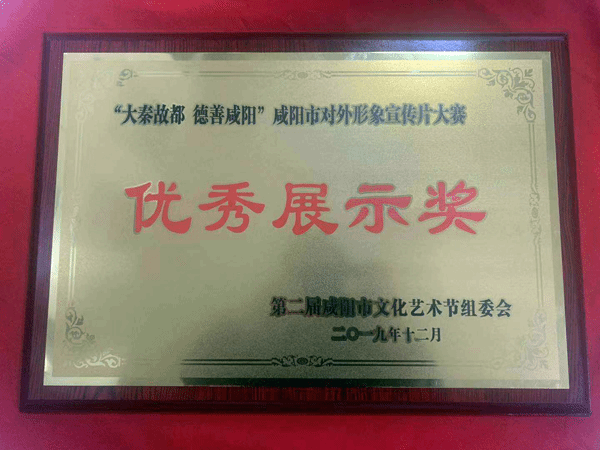 “大秦故都 德善咸阳”咸阳市对外形象宣传片大赛
优秀展示奖
第二届咸阳市文化艺术节组委会
二〇一九年十二月